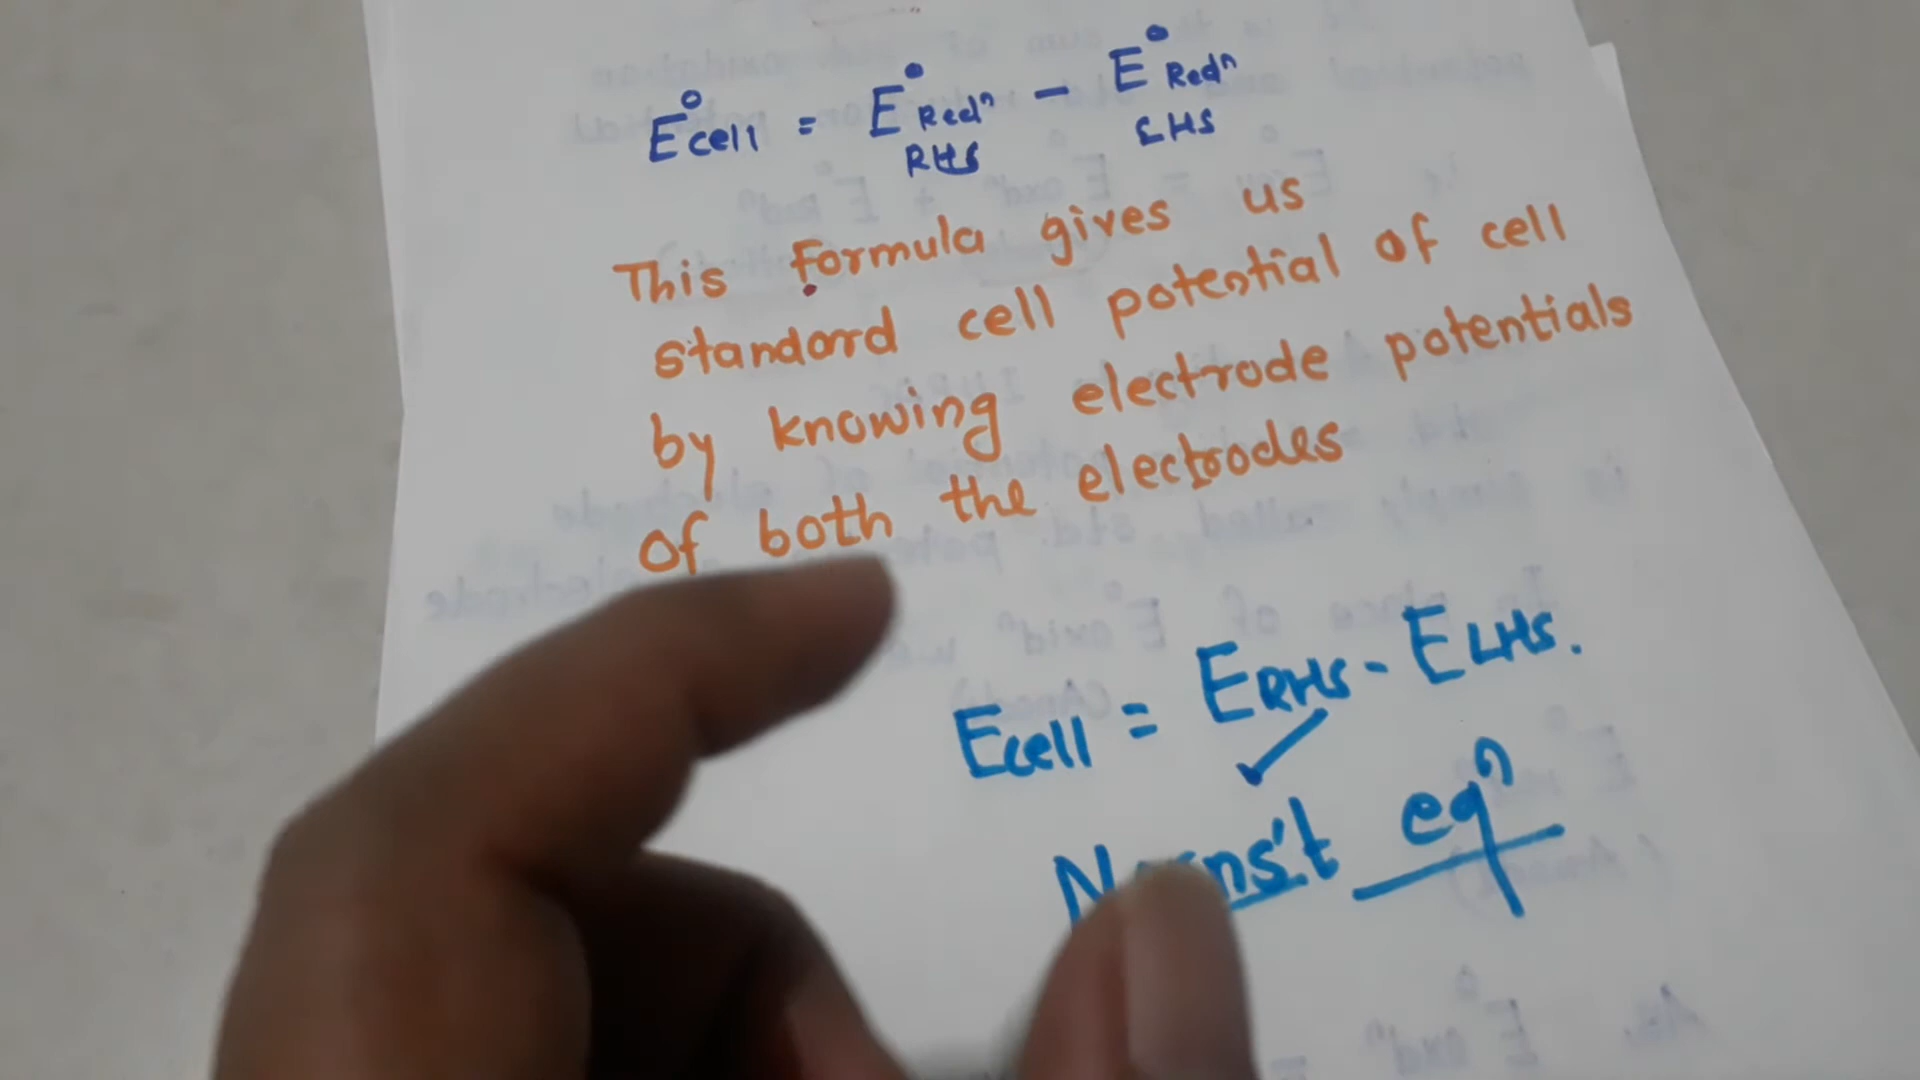 E°cell = E°Redⁿ RHS - E°Redⁿ LHS
This formula gives us
standard cell potential of cell
by knowing electrode potentials
of both the electrodes
Ecell = ERHS - ELHS.
eqⁿ